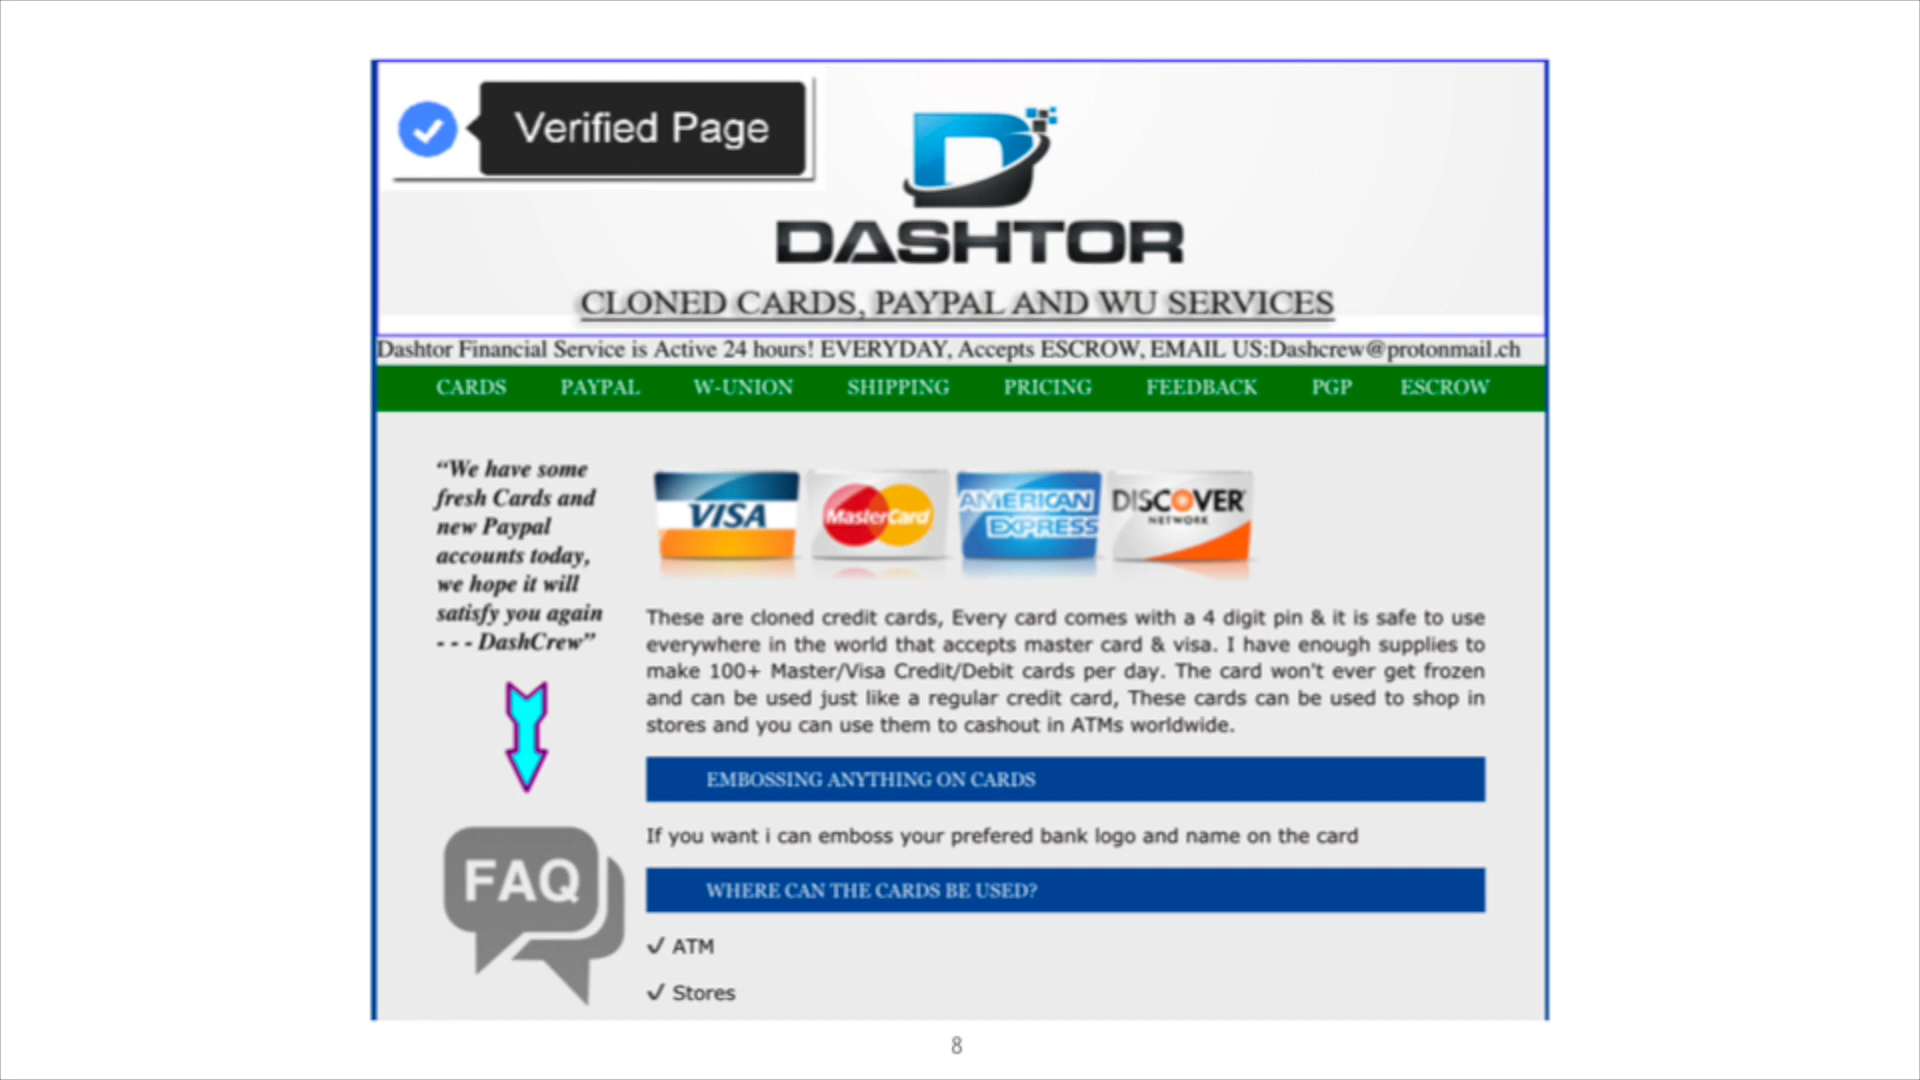 Verified Page
DASHTOR
CLONED CARDS, PAYPAL AND WU SERVICES
Dashtor Financial Service is Active 24 hours! EVERYDAY, Accepts ESCROW, EMAIL US:Dashcrew@protonmail.ch
CARDS PAYPAL W-UNION SHIPPING PRICING FEEDBACK PGP ESCROW
“We have some
fresh Cards and
new Paypal
accounts today,
we hope it will
satisfy you again
- - - DashCrew”
FAQ
VISA MasterCard AMERICAN EXPRESS DISCOVER NETWORK
These are cloned credit cards, Every card comes with a 4 digit pin & it is safe to use
everywhere in the world that accepts master card & visa. I have enough supplies to
make 100+ Master/Visa Credit/Debit cards per day. The card won't ever get frozen
and can be used just like a regular credit card, These cards can be used to shop in
stores and you can use them to cashout in ATMs worldwide.
EMBOSSING ANYTHING ON CARDS
If you want i can emboss your prefered bank logo and name on the card
WHERE CAN THE CARDS BE USED?
✓ ATM
✓ Stores
8